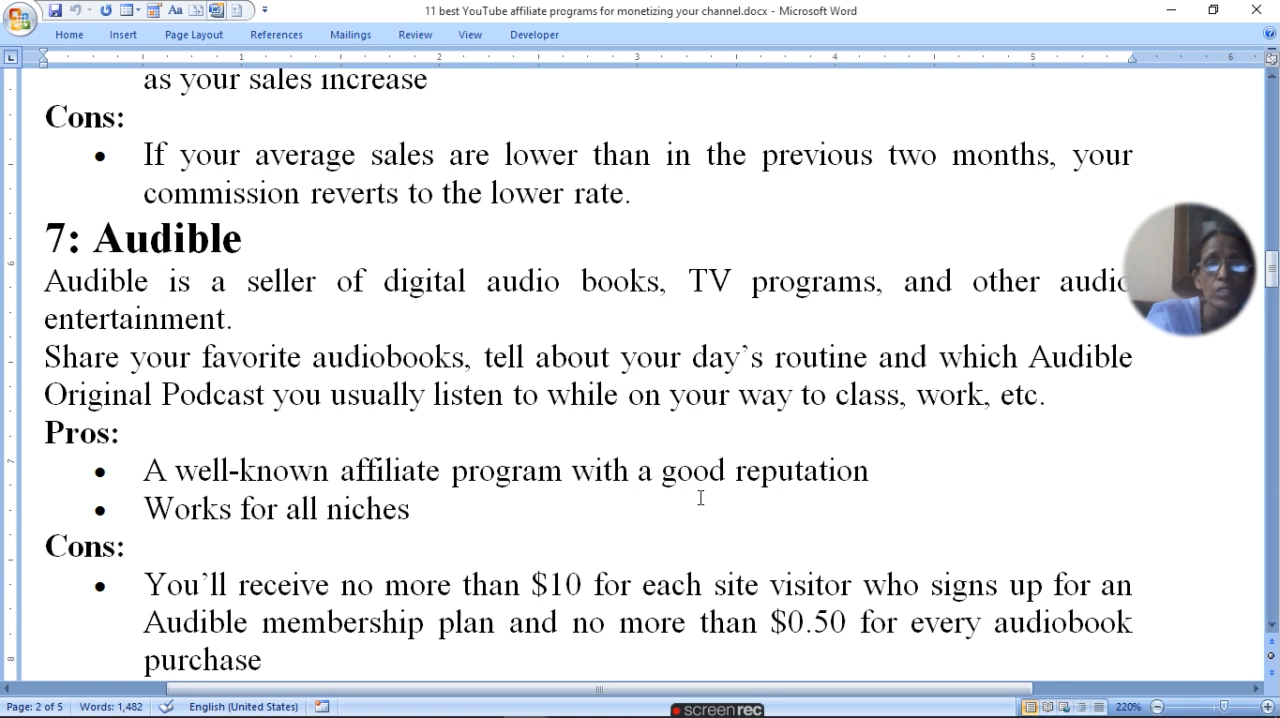 11 best YouTube affiliate programs for monetizing your channel.docx - Microsoft Word
Home Insert Page Layout References Mailings Review View Developer
1 2 3 4 5 6
as your sales increase
Cons:
• If your average sales are lower than in the previous two months, your
commission reverts to the lower rate.
7: Audible
Audible is a seller of digital audio books, TV programs, and other audio
entertainment.
Share your favorite audiobooks, tell about your day’s routine and which Audible
Original Podcast you usually listen to while on your way to class, work, etc.
Pros:
• A well-known affiliate program with a good reputation
• Works for all niches
Cons:
• You’ll receive no more than $10 for each site visitor who signs up for an
Audible membership plan and no more than $0.50 for every audiobook
purchase
Page: 2 of 5 Words: 1,482 English (United States) screenrec 220%